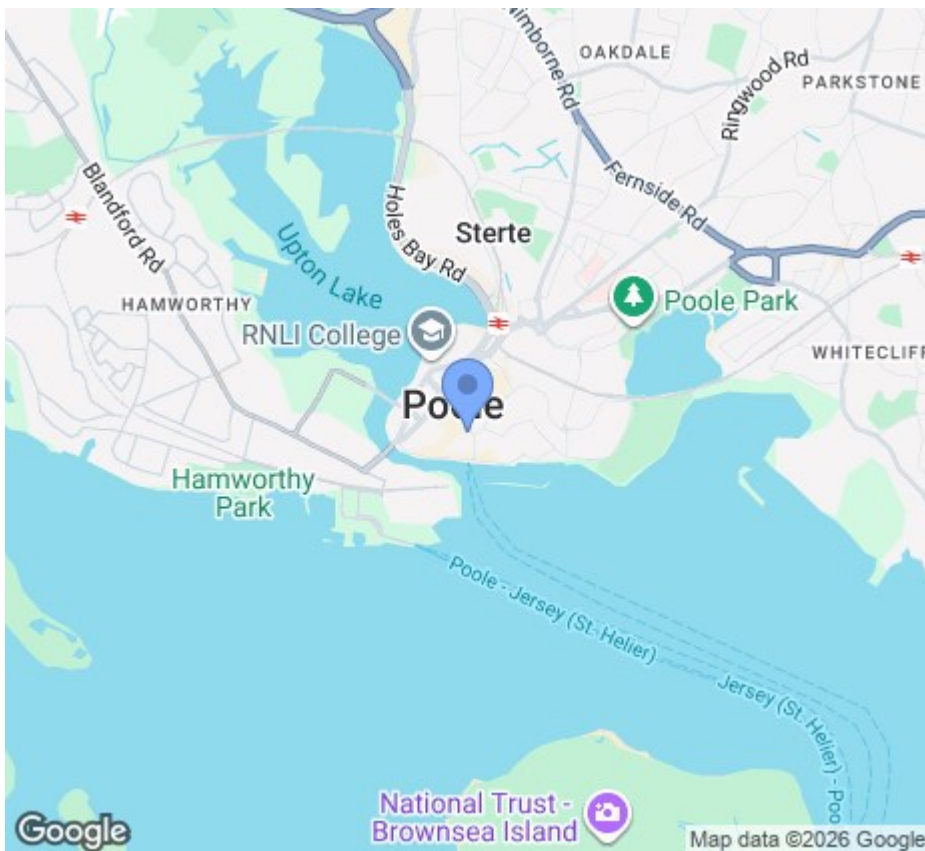 Nimborne Rd
OAKDALE
Ringwood Rd
PARKSTONE
Blandford Rd
Holes Bay Rd
Fernside Rd
Sterte
Upton
Lake
HAMWORTHY
RNLI College
Poole Park
WHITECLIFF
Poole
Hamworthy
Park
Poole - Jersey (St. Helier)
Jersey (St. Helier) - Poo
National Trust -
Brownsea Island
Google
Map data ©2026 Google